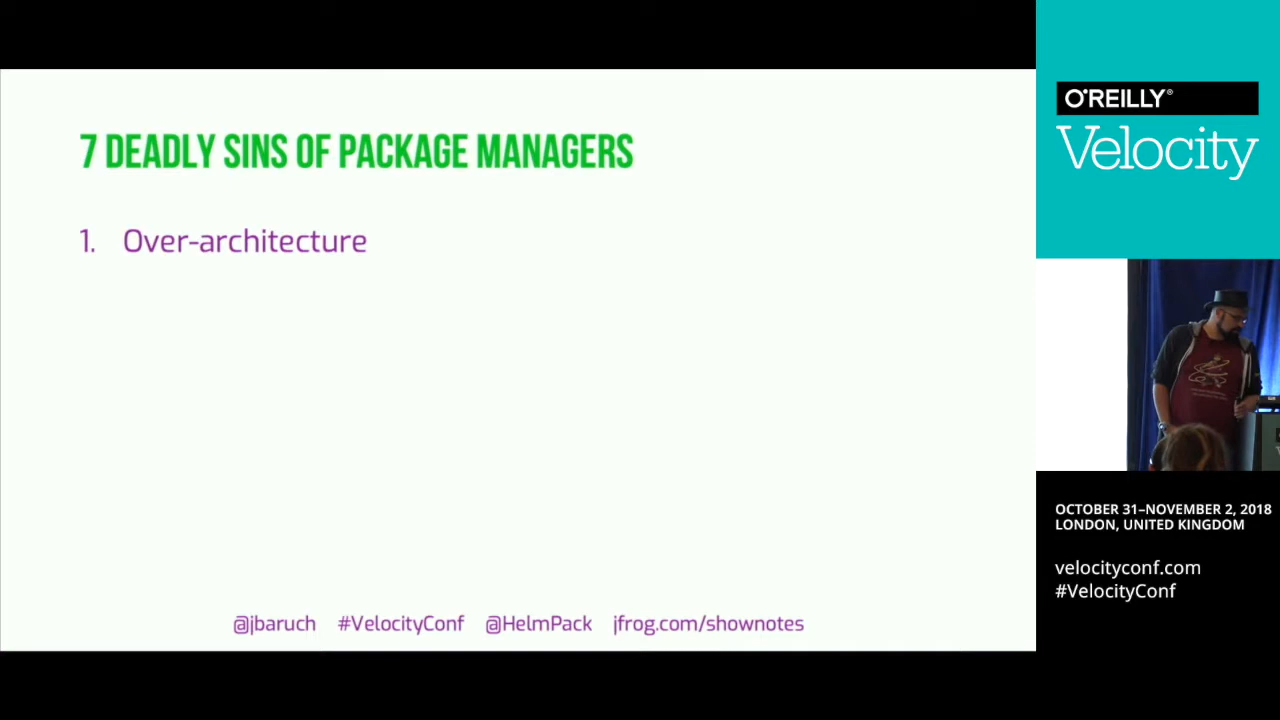 7 DEADLY SINS OF PACKAGE MANAGERS
1. Over-architecture
@jbaruch #VelocityConf @HelmPack jfrog.com/shownotes
O'REILLY®
Velocity
OCTOBER 31–NOVEMBER 2, 2018
LONDON, UNITED KINGDOM
velocityconf.com
#VelocityConf